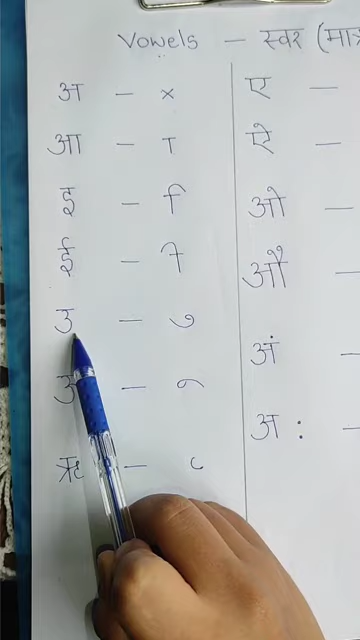 Vowels – स्वर (मात्र
अ – ×
आ – ा
इ – ि
ई – ी
उ – ु
– ू
ऋ – ृ
ए –
ऐ –
ओ –
औ –
अं –
अः –